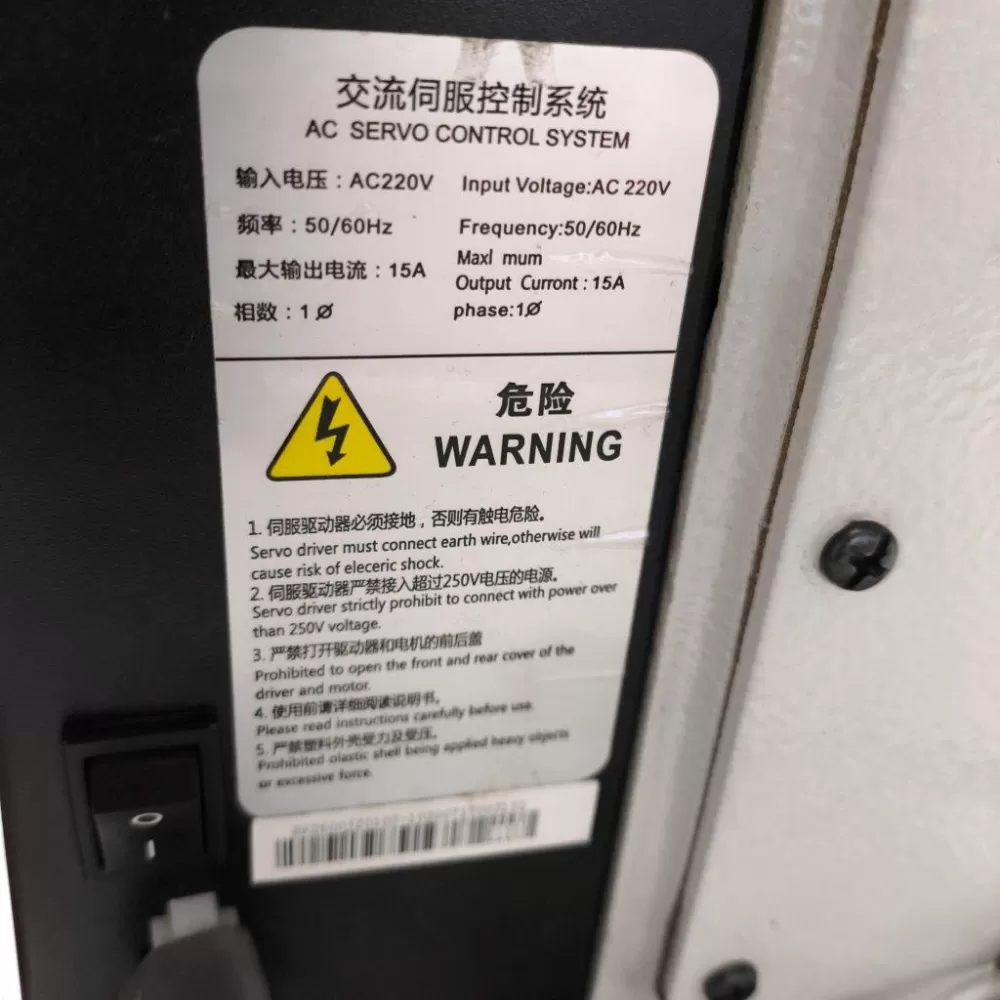 交流伺服控制系统
AC SERVO CONTROL SYSTEM
输入电压：AC220V Input Voltage:AC 220V
频率：50/60Hz Frequency:50/60Hz
最大输出电流：15A Maxl mum
Output Curront : 15A
相数：1Ø phase:1Ø
危险
WARNING
1. 伺服驱动器必须接地，否则有触电危险。
Servo driver must connect earth wire,otherwise will
cause risk of eleceric shock.
2. 伺服驱动器严禁接入超过250V电压的电源。
Servo driver strictly prohibit to connect with power over
than 250V voltage.
3. 严禁打开驱动器和电机的前后盖
Prohibited to open the front and rear cover of the
driver and motor.
4. 使用前请详细阅读说明书。
Please read instructions carefully before use.
5. 严禁塑料外壳受力及受压。
Prohibited olastic shell being applied heavy objects
or excessive force.